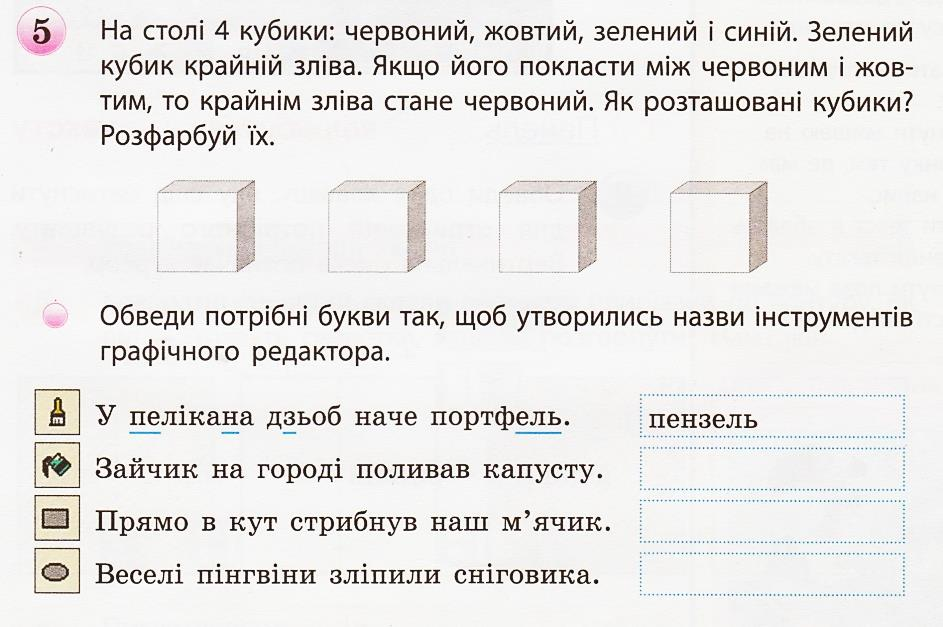 5
На столі 4 кубики: червоний, жовтий, зелений і синій. Зелений
кубик крайній зліва. Якщо його покласти між червоним і жов-
тим, то крайнім зліва стане червоний. Як розташовані кубики?
Розфарбуй їх.
Обведи потрібні букви так, щоб утворились назви інструментів
графічного редактора.
У пелікана дзьоб наче портфель.
пензель
Зайчик на городі поливав капусту.
Прямо в кут стрибнув наш м’ячик.
Веселі пінгвіни зліпили сніговика.